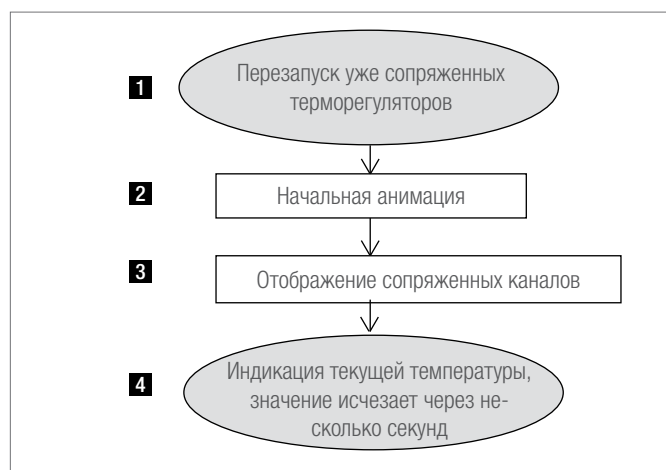 1
Перезапуск уже сопряженных
терморегуляторов
2
Начальная анимация
3
Отображение сопряженных каналов
4
Индикация текущей температуры,
значение исчезает через не-
сколько секунд